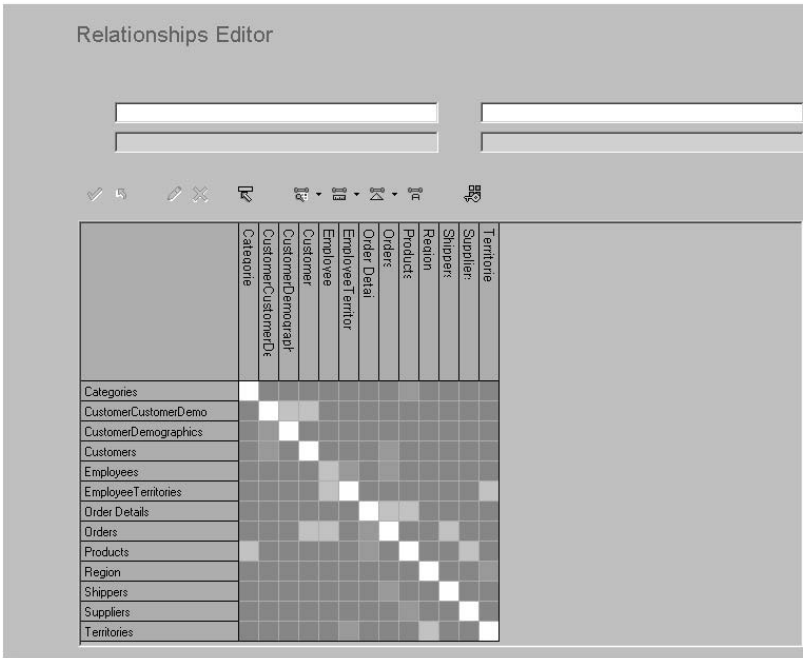 Relationships Editor
Categorie
CustomerCustomerDe
CustomerDemograph
Customer
Employee
EmployeeTerritor
Order Detai
Orders
Products
Region
Shippers
Supplier
Territorie
Categories
CustomerCustomerDemo
CustomerDemographics
Customers
Employees
EmployeeTerritories
Order Details
Orders
Products
Region
Shippers
Suppliers
Territories